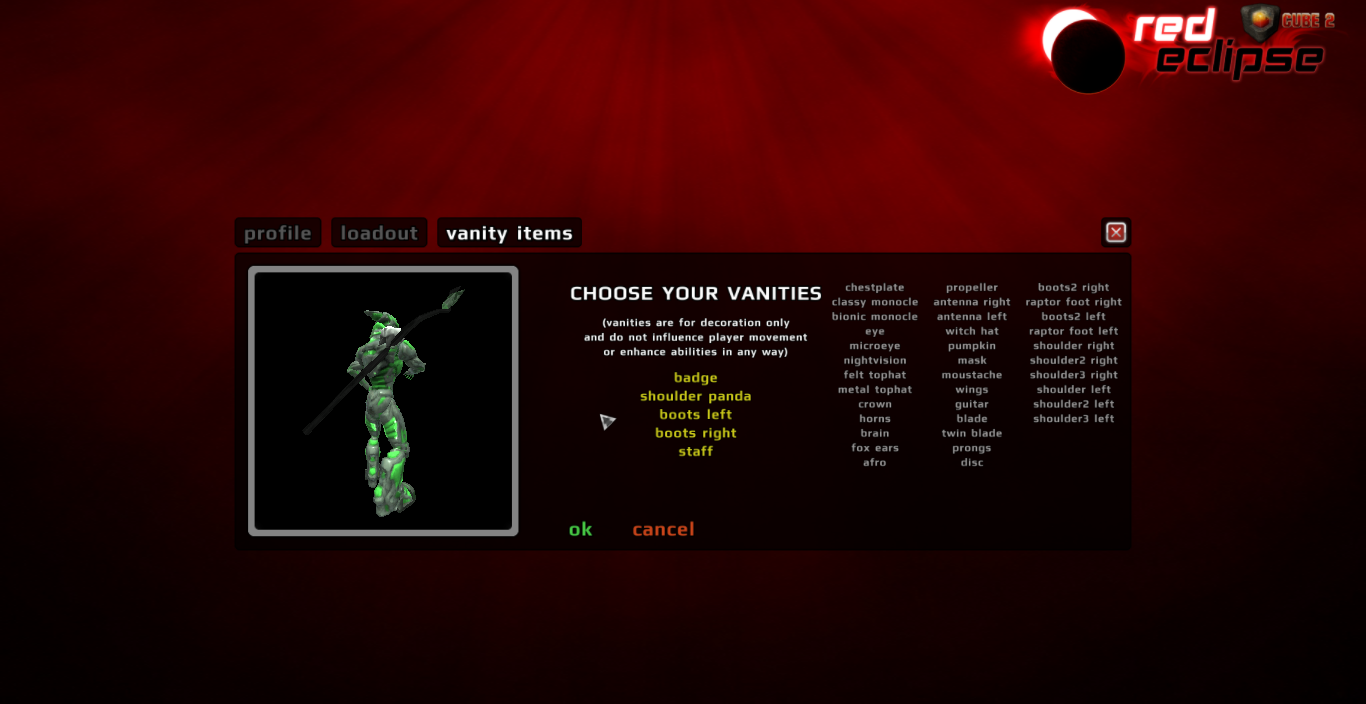 red
CUBE 2
eclipse
profile
loadout
vanity items
CHOOSE YOUR VANITIES
(vanities are for decoration only
and do not influence player movement
or enhance abilities in any way)
badge
shoulder panda
boots left
boots right
staff
ok
cancel
chestplate
classy monocle
bionic monocle
eye
microeye
nightvision
felt tophat
metal tophat
crown
horns
brain
fox ears
afro
propeller
antenna right
antenna left
witch hat
pumpkin
mask
moustache
wings
guitar
blade
twin blade
prongs
disc
boots2 right
raptor foot right
boots2 left
raptor foot left
shoulder right
shoulder2 right
shoulder3 right
shoulder left
shoulder2 left
shoulder3 left